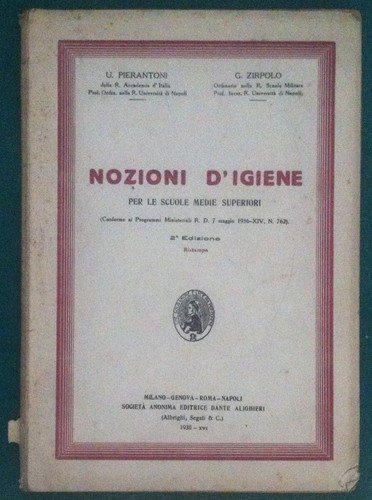 U. PIERANTONI
della R. Accademia d'Italia
Prof. Ordin. nella R. Università di Napoli
G. ZIRPOLO
Ordinario nella R. Scuola Militare
Prof. Incar. R. Università di Napoli
NOZIONI D'IGIENE
PER LE SCUOLE MEDIE SUPERIORI
(Conforme ai Programmi Ministeriali R. D. 7 maggio 1936-XIV, N. 762).
2ª Edizione
Ristampa
MILANO-GENOVA-ROMA-NAPOLI
SOCIETÀ ANONIMA EDITRICE DANTE ALIGHIERI
(Albrighi, Segati & C.)
1938 - XVI